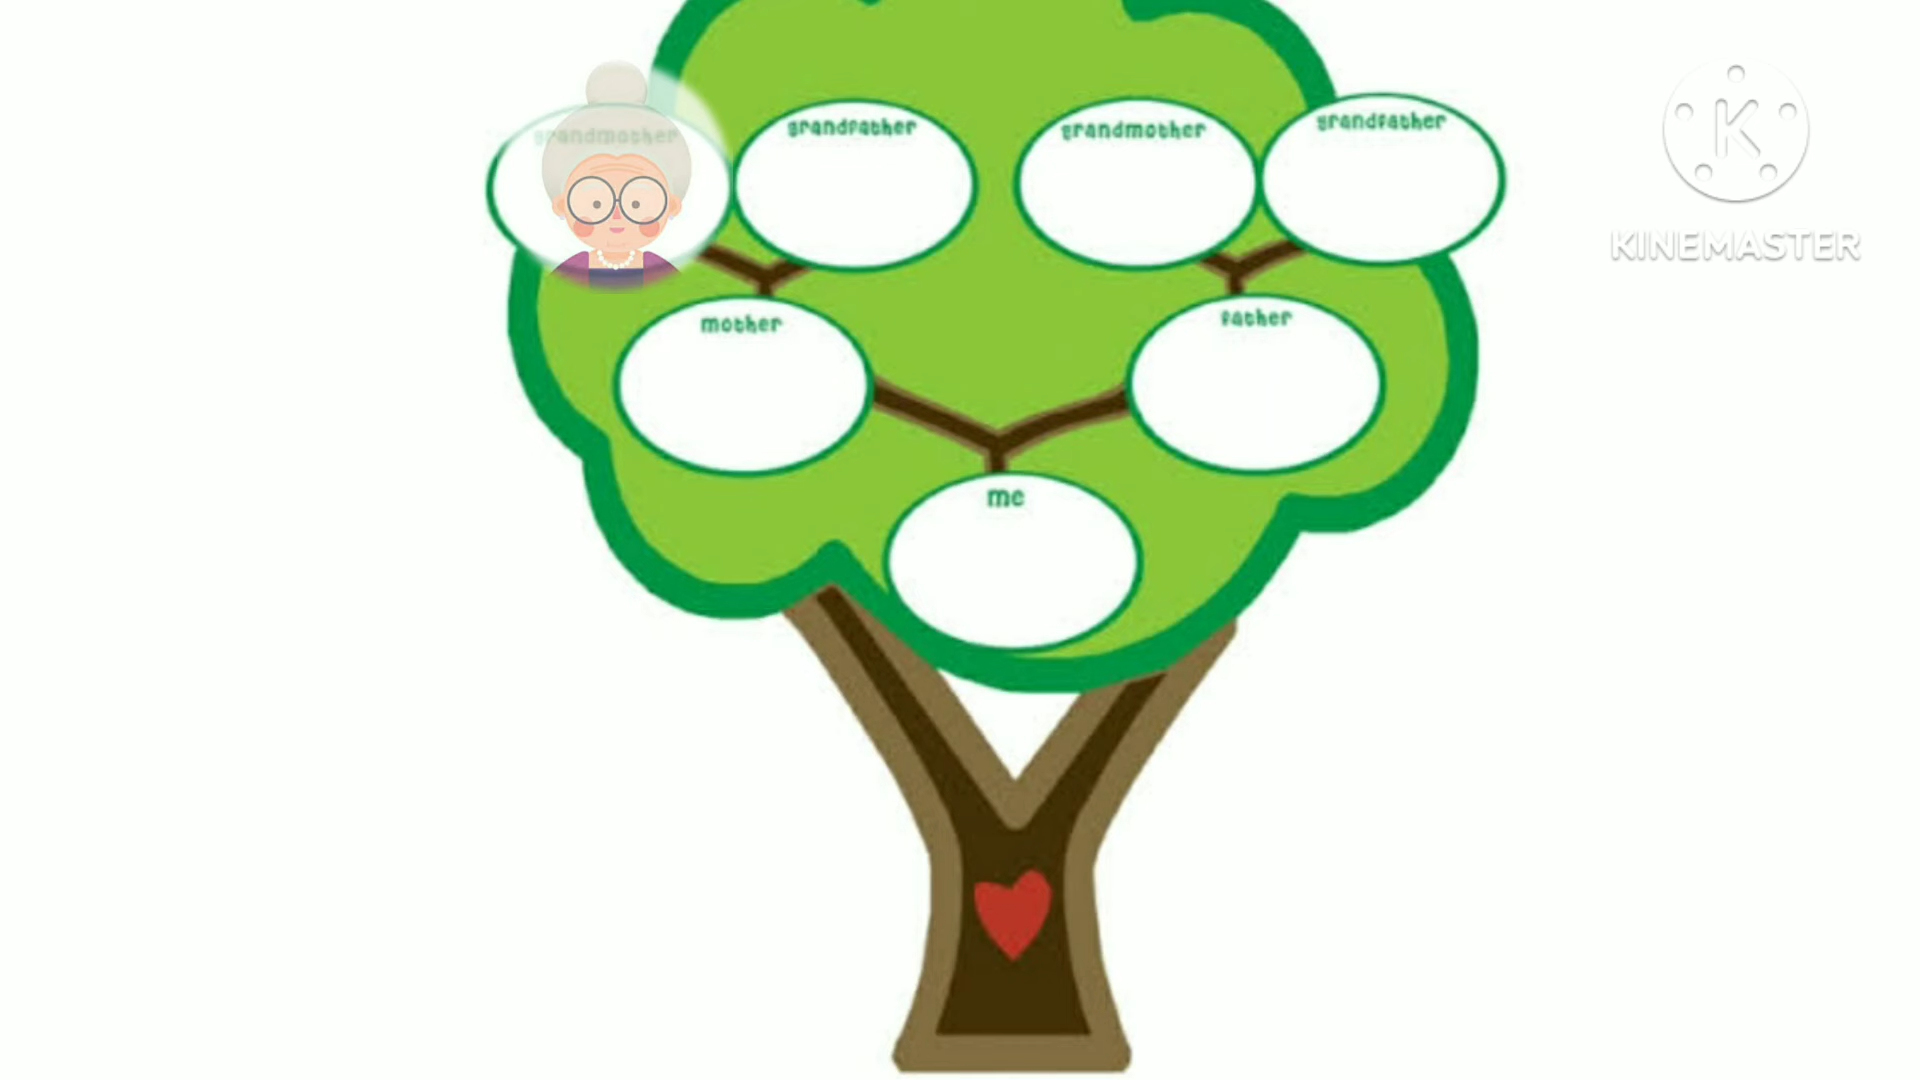 grandmother
grandfather
grandmother
grandfather
mother
father
me
K
KINEMASTER